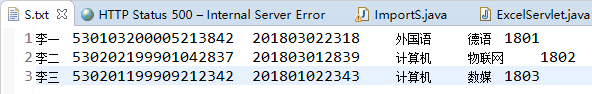 S.txt HTTP Status 500 – Internal Server Error ImportS.java ExcelServlet.java
1 李一 530103200005213842 201803022318 外国语 德语 1801
2 李二 530202199901042837 201803012839 计算机 物联网 1802
3 李三 530201199909212342 201801022343 计算机 数媒 1803